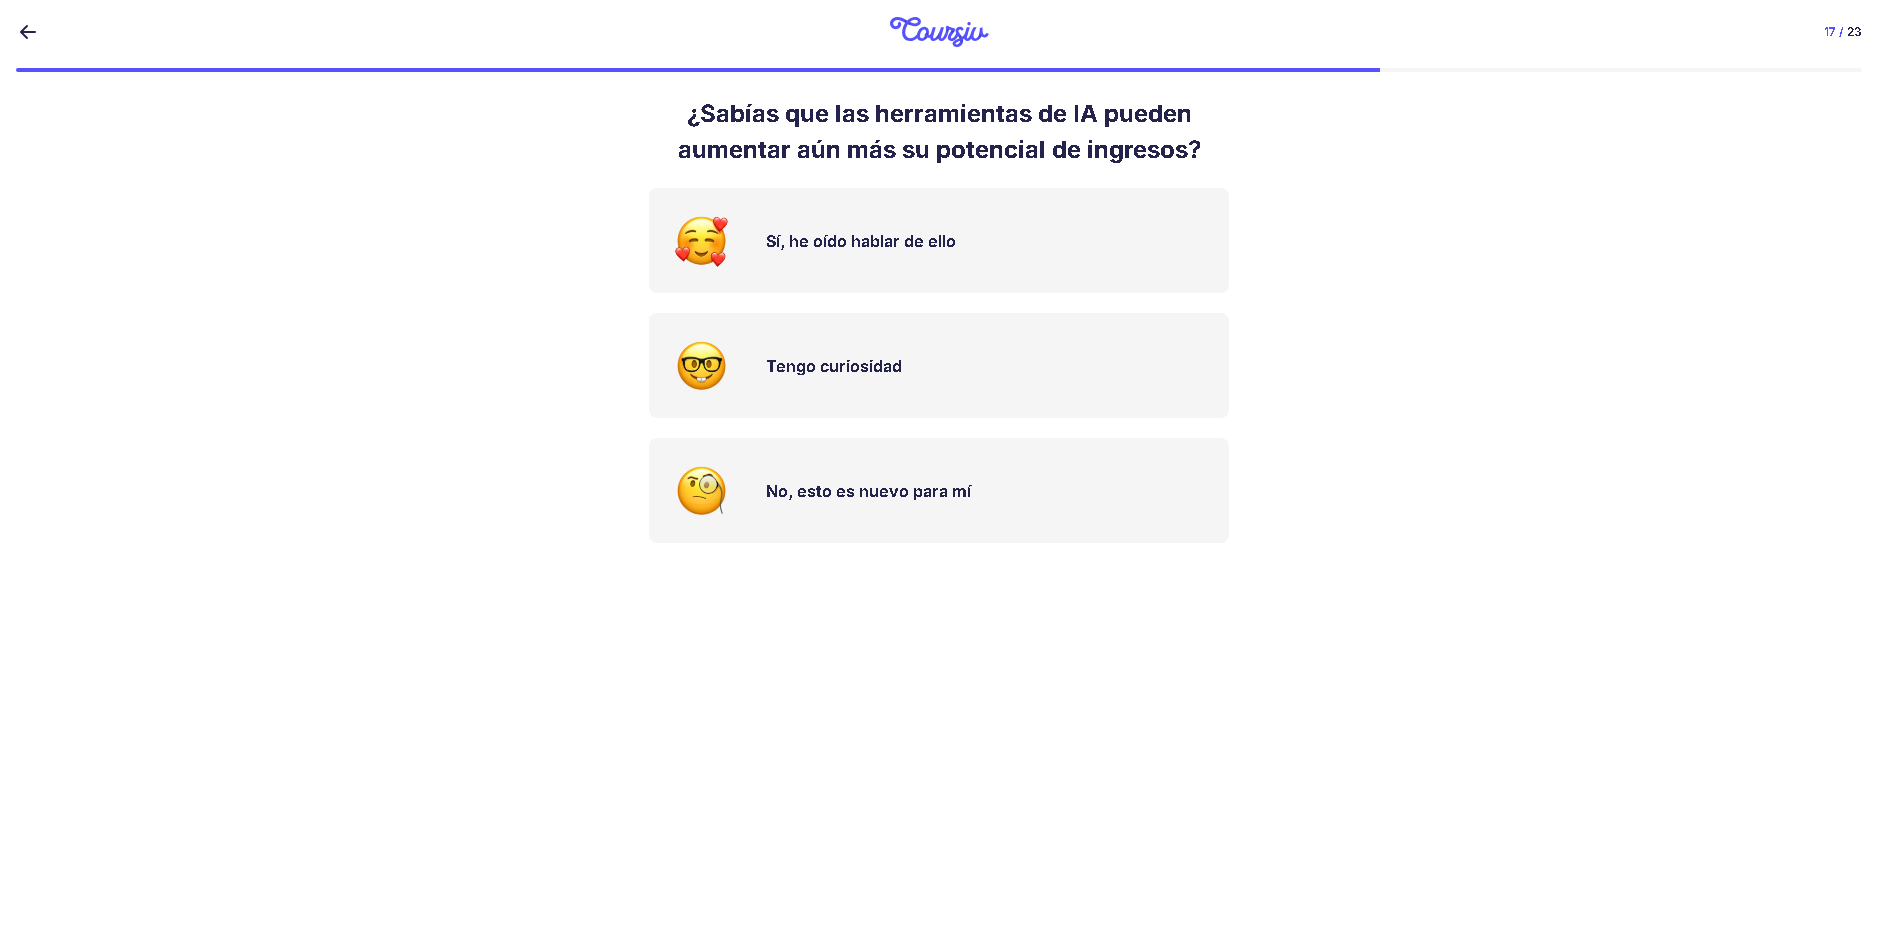 Coursiv
17 / 23
¿Sabías que las herramientas de IA pueden
aumentar aún más su potencial de ingresos?
Sí, he oído hablar de ello
Tengo curiosidad
No, esto es nuevo para mí